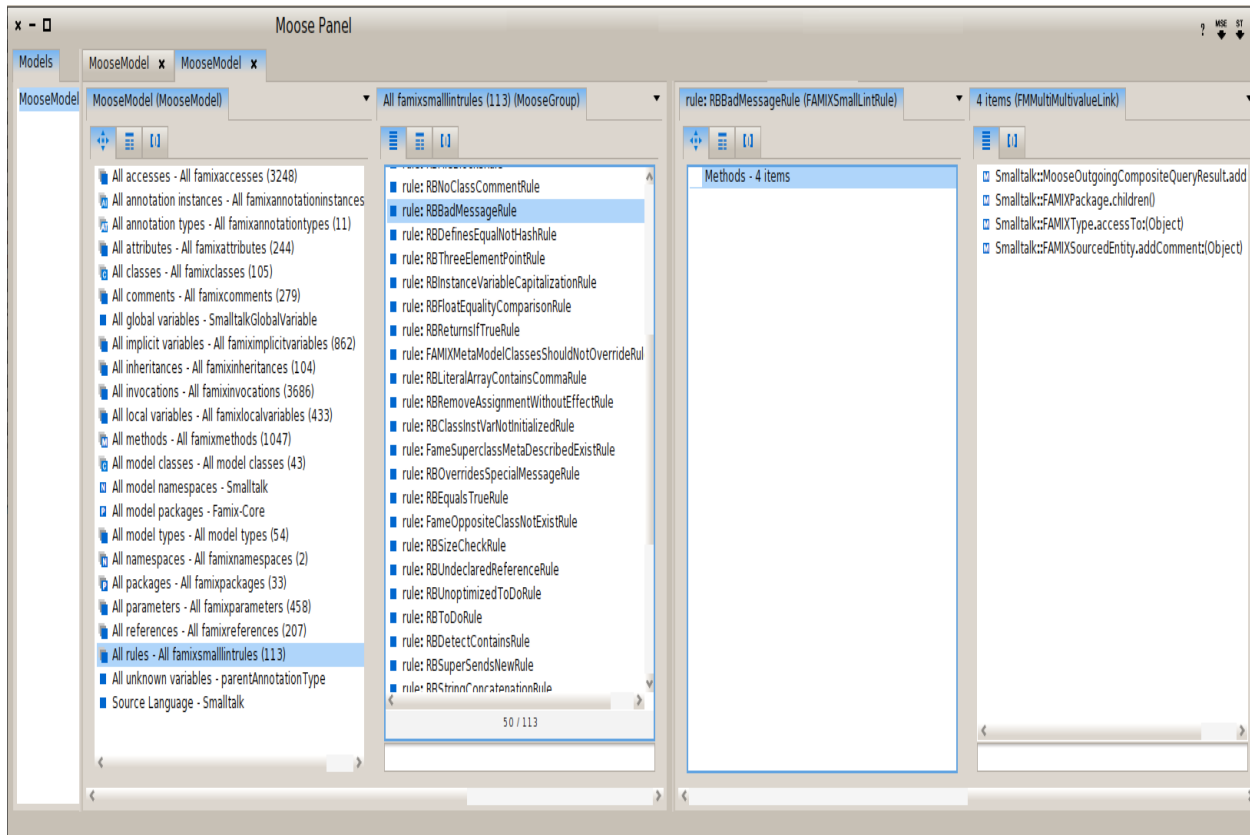 Moose Panel
? MSE ST
Models
MooseModel x MooseModel x
MooseModel
MooseModel (MooseModel)
All accesses - All famixaccesses (3248)
All annotation instances - All famixannotationinstances
All annotation types - All famixannotationtypes (11)
All attributes - All famixattributes (244)
All classes - All famixclasses (105)
All comments - All famixcomments (279)
All global variables - SmalltalkGlobalVariable
All implicit variables - All famiximplicitvariables (862)
All inheritances - All famixinheritances (104)
All invocations - All famixinvocations (3686)
All local variables - All famixlocalvariables (433)
All methods - All famixmethods (1047)
All model classes - All model classes (43)
All model namespaces - Smalltalk
All model packages - Famix-Core
All model types - All model types (54)
All namespaces - All famixnamespaces (2)
All packages - All famixpackages (33)
All parameters - All famixparameters (458)
All references - All famixreferences (207)
All rules - All famixsmalllintrules (113)
All unknown variables - parentAnnotationType
Source Language - Smalltalk
All famixsmalllintrules (113) (MooseGroup)
rule: RBNoClassCommentRule
rule: RBBadMessageRule
rule: RBDefinesEqualNotHashRule
rule: RBThreeElementPointRule
rule: RBInstanceVariableCapitalizationRule
rule: RBFloatEqualityComparisonRule
rule: RBReturnsIfTrueRule
rule: FAMIXMetaModelClassesShouldNotOverrideRul
rule: RBLiteralArrayContainsCommaRule
rule: RBRemoveAssignmentWithoutEffectRule
rule: RBClassInstVarNotInitializedRule
rule: FameSuperclassMetaDescribedExistRule
rule: RBOverridesSpecialMessageRule
rule: RBEqualsTrueRule
rule: FameOppositeClassNotExistRule
rule: RBSizeCheckRule
rule: RBUndeclaredReferenceRule
rule: RBUnoptimizedToDoRule
rule: RBToDoRule
rule: RBDetectContainsRule
rule: RBSuperSendsNewRule
rule: RBStringConcatenationRule
50 / 113
rule: RBBadMessageRule (FAMIXSmallLintRule)
Methods - 4 items
4 items (FMMultiMultivalueLink)
Smalltalk::MooseOutgoingCompositeQueryResult.add
Smalltalk::FAMIXPackage.children()
Smalltalk::FAMIXType.accessTo:(Object)
Smalltalk::FAMIXSourcedEntity.addComment:(Object)